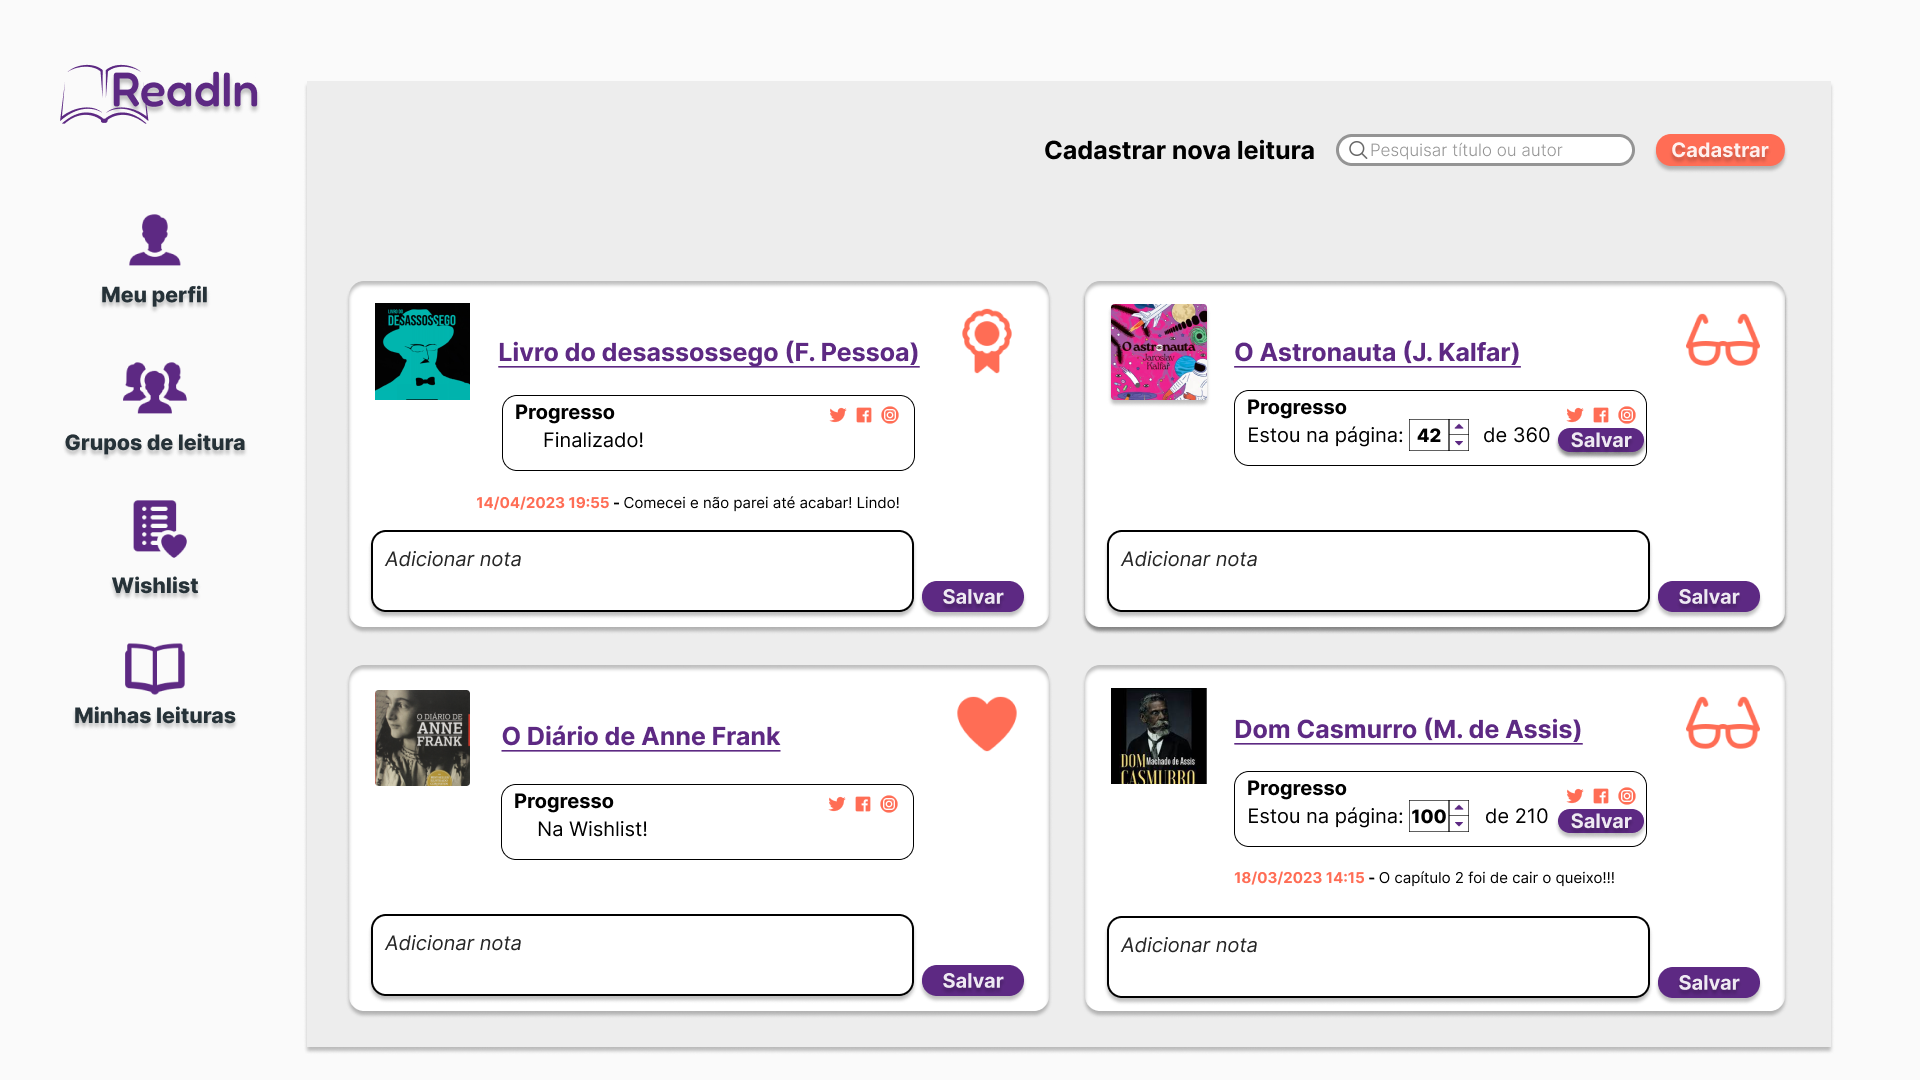 ReadIn
Cadastrar nova leitura
Pesquisar título ou autor
Cadastrar
Meu perfil
Grupos de leitura
Wishlist
Minhas leituras
LIVRO DO
DESASSOSSEGO
Livro do desassossego (F. Pessoa)
Progresso
Finalizado!
14/04/2023 19:55 - Comecei e não parei até acabar! Lindo!
Adicionar nota
Salvar
O astronauta
Jaroslav
Kalfar
O Astronauta (J. Kalfar)
Progresso
Estou na página: 42 de 360
Salvar
Adicionar nota
Salvar
O DIÁRIO DE
ANNE
FRANK
O Diário de Anne Frank
Progresso
Na Wishlist!
Adicionar nota
Salvar
DOM Machado de Assis
CASMURRO
Dom Casmurro (M. de Assis)
Progresso
Estou na página: 100 de 210
Salvar
18/03/2023 14:15 - O capítulo 2 foi de cair o queixo!!!
Adicionar nota
Salvar